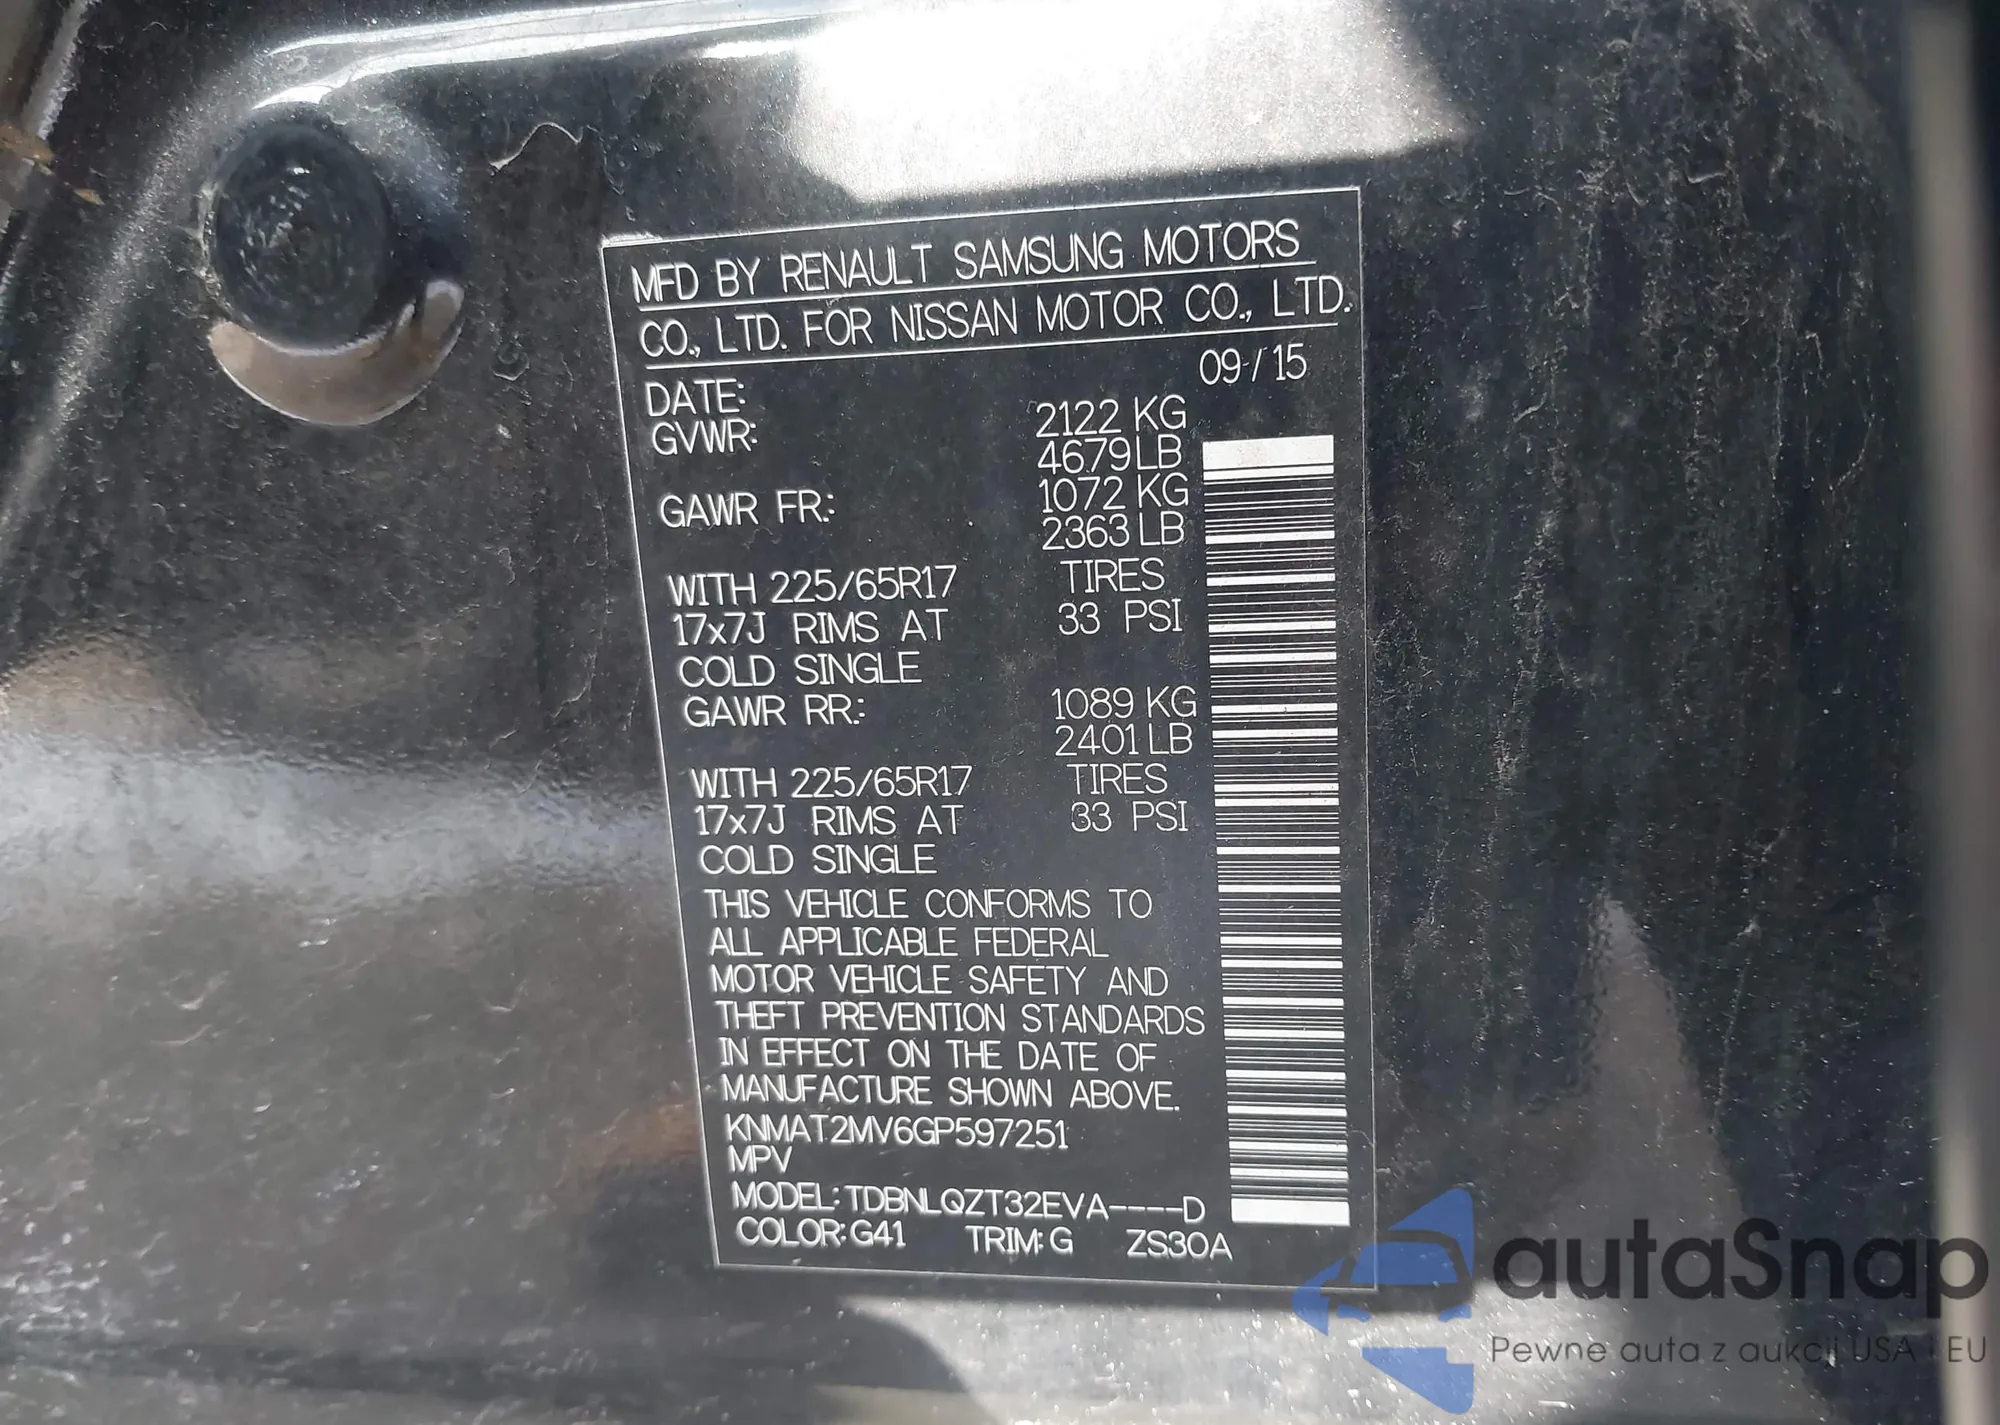 MFD BY RENAULT SAMSUNG MOTORS
CO., LTD. FOR NISSAN MOTOR CO., LTD.
DATE: 09/15
GVWR: 2122 KG
4679 LB
GAWR FR: 1072 KG
2363 LB
WITH 225/65R17 TIRES
17x7J RIMS AT 33 PSI
COLD SINGLE
GAWR RR: 1089 KG
2401 LB
WITH 225/65R17 TIRES
17x7J RIMS AT 33 PSI
COLD SINGLE
THIS VEHICLE CONFORMS TO
ALL APPLICABLE FEDERAL
MOTOR VEHICLE SAFETY AND
THEFT PREVENTION STANDARDS
IN EFFECT ON THE DATE OF
MANUFACTURE SHOWN ABOVE.
KNMAT2MV6GP597251
MPV
MODEL: TDBNLQZT32EVA----D
COLOR: G41 TRIM: G ZS30A
autaSnap
Pewne auta z aukcji USA i EU